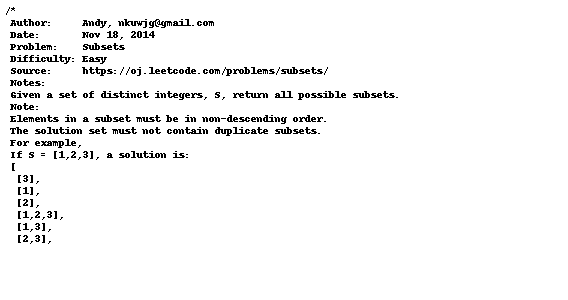 /*
Author: Andy, nkuwjg@gmail.com
Date: Nov 18, 2014
Problem: Subsets
Difficulty: Easy
Source: https://oj.leetcode.com/problems/subsets/
Notes:
Given a set of distinct integers, S, return all possible subsets.
Note:
Elements in a subset must be in non-descending order.
The solution set must not contain duplicate subsets.
For example,
If S = [1,2,3], a solution is:
[
[3],
[1],
[2],
[1,2,3],
[1,3],
[2,3],